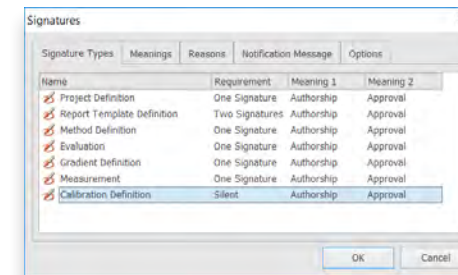 Signatures
Signature Types Meanings Reasons Notification Message Options
Name Requirement Meaning 1 Meaning 2
Project Definition One Signature Authorship Approval
Report Template Definition Two Signatures Authorship Approval
Method Definition One Signature Authorship Approval
Evaluation One Signature Authorship Approval
Gradient Definition One Signature Authorship Approval
Measurement One Signature Authorship Approval
Calibration Definition Silent Authorship Approval
OK Cancel